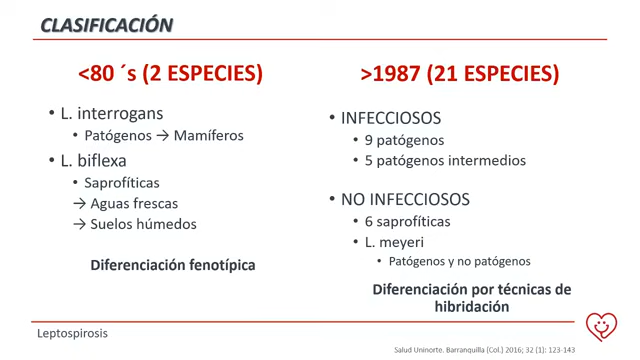 CLASIFICACIÓN
<80 ´s (2 ESPECIES)
• L. interrogans
• Patógenos → Mamíferos
• L. biflexa
• Saprofíticas
→ Aguas frescas
→ Suelos húmedos
Diferenciación fenotípica
>1987 (21 ESPECIES)
• INFECCIOSOS
• 9 patógenos
• 5 patógenos intermedios
• NO INFECCIOSOS
• 6 saprofíticas
• L. meyeri
• Patógenos y no patógenos
Diferenciación por técnicas de
hibridación
Leptospirosis
Salud Uninorte. Barranquilla (Col.) 2016; 32 (1): 123-143